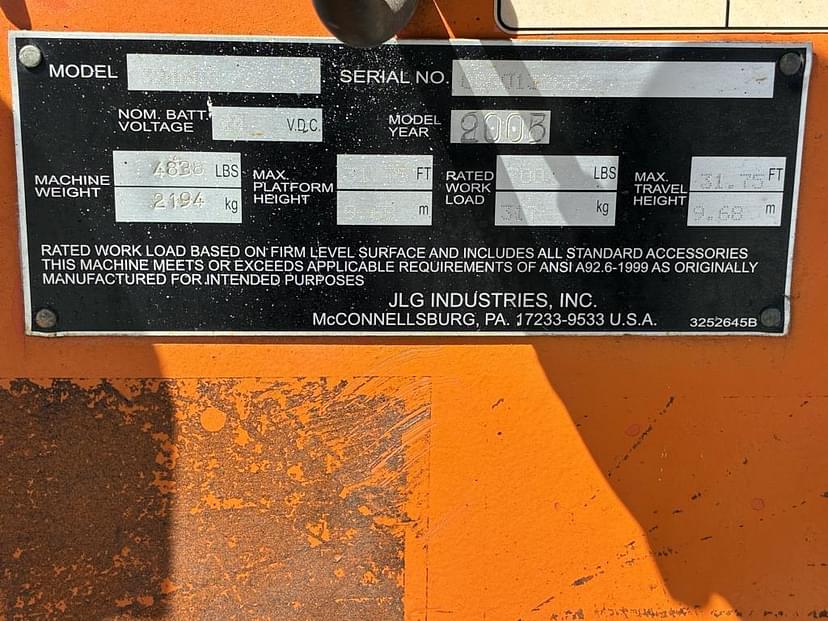 MODEL
SERIAL NO.
NOM. BATT. VOLTAGE V.D.C.
MODEL YEAR 2005
MACHINE WEIGHT 4838 LBS 2194 kg
MAX. PLATFORM HEIGHT FT m
RATED WORK LOAD LBS kg
MAX. TRAVEL HEIGHT 31.75 FT 9.68 m
RATED WORK LOAD BASED ON FIRM LEVEL SURFACE AND INCLUDES ALL STANDARD ACCESSORIES
THIS MACHINE MEETS OR EXCEEDS APPLICABLE REQUIREMENTS OF ANSI A92.6-1999 AS ORIGINALLY
MANUFACTURED FOR INTENDED PURPOSES
JLG INDUSTRIES, INC.
McCONNELLSBURG, PA. 17233-9533 U.S.A.
3252645B